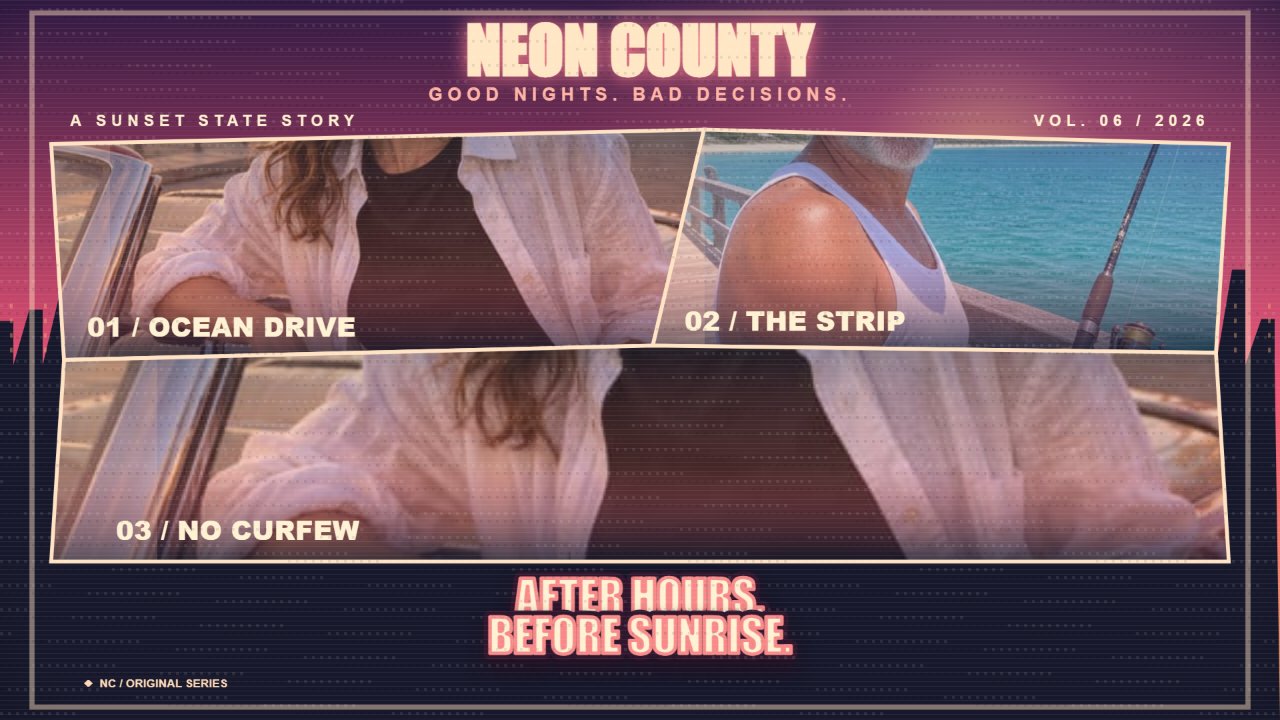 NEON COUNTY
GOOD NIGHTS. BAD DECISIONS.
A SUNSET STATE STORY
VOL. 06 / 2026
01 / OCEAN DRIVE
02 / THE STRIP
03 / NO CURFEW
AFTER HOURS.
BEFORE SUNRISE.
◆ NC / ORIGINAL SERIES